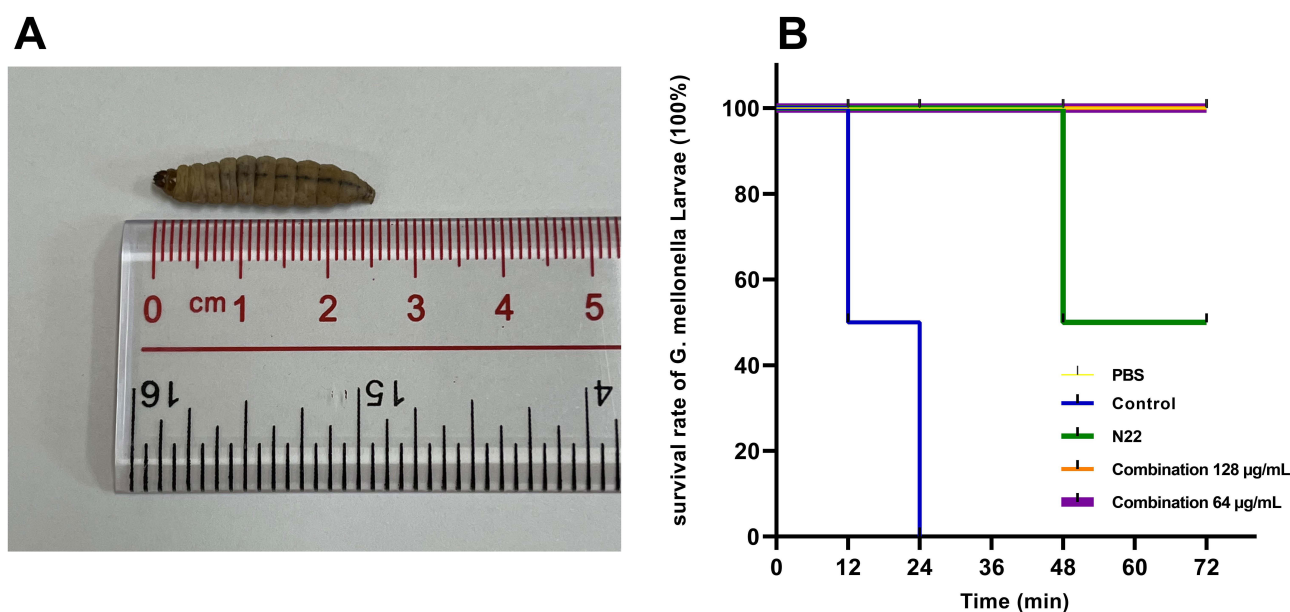 A
0 cm 1 2 3 4 5
16 15 4
B
survival rate of G. mellonella Larvae (100%)
100
80
60
40
20
0
0 12 24 36 48 60 72
Time (min)
PBS
Control
N22
Combination 128 µg/mL
Combination 64 µg/mL